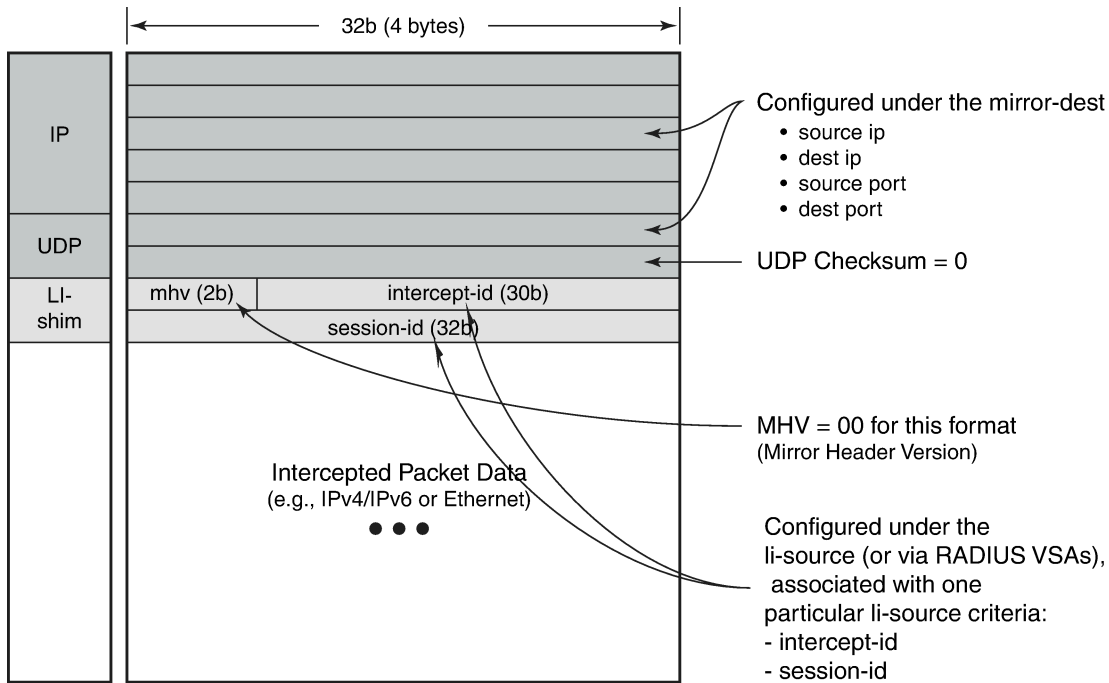 32b (4 bytes)
IP
Configured under the mirror-dest
• source ip
• dest ip
• source port
• dest port
UDP
UDP Checksum = 0
LI-
shim
mhv (2b)
intercept-id (30b)
session-id (32b)
MHV = 00 for this format
(Mirror Header Version)
Intercepted Packet Data
(e.g., IPv4/IPv6 or Ethernet)
Configured under the
li-source (or via RADIUS VSAs),
associated with one
particular li-source criteria:
- intercept-id
- session-id